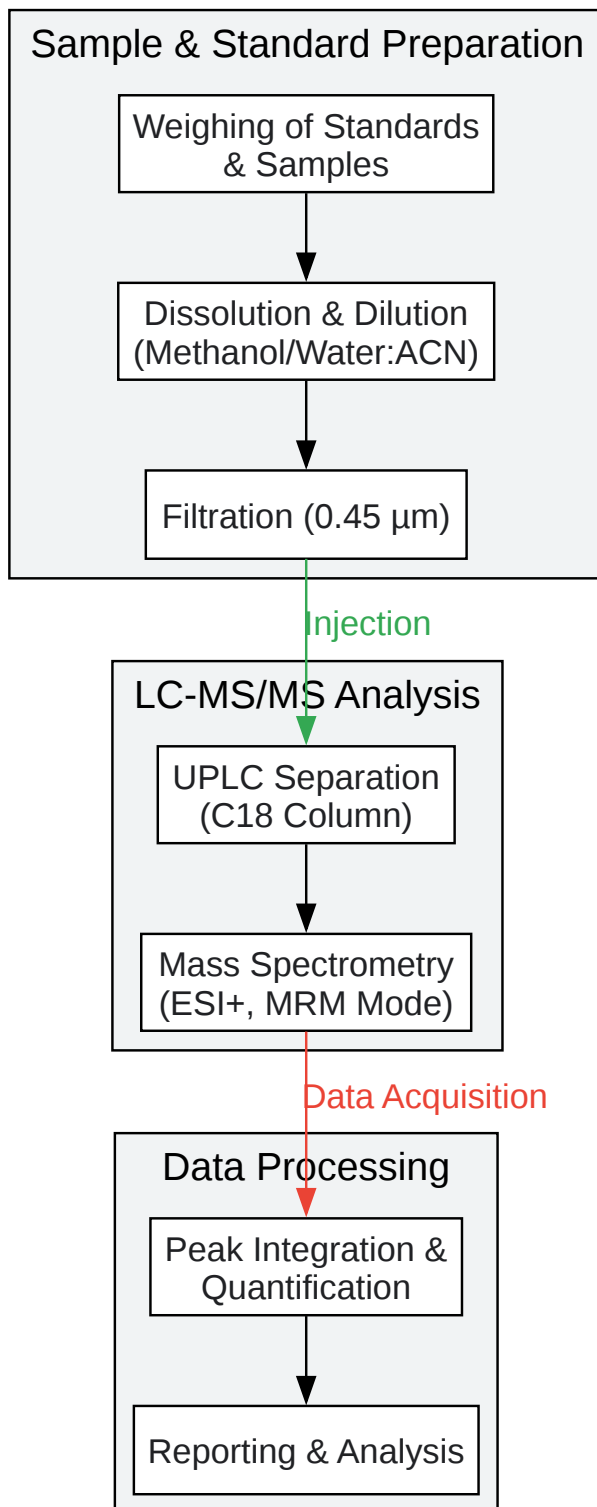 Sample & Standard Preparation
Weighing of Standards
& Samples
Dissolution & Dilution
(Methanol/Water:ACN)
Filtration (0.45 µm)
Injection
LC-MS/MS Analysis
UPLC Separation
(C18 Column)
Mass Spectrometry
(ESI+, MRM Mode)
Data Acquisition
Data Processing
Peak Integration &
Quantification
Reporting & Analysis